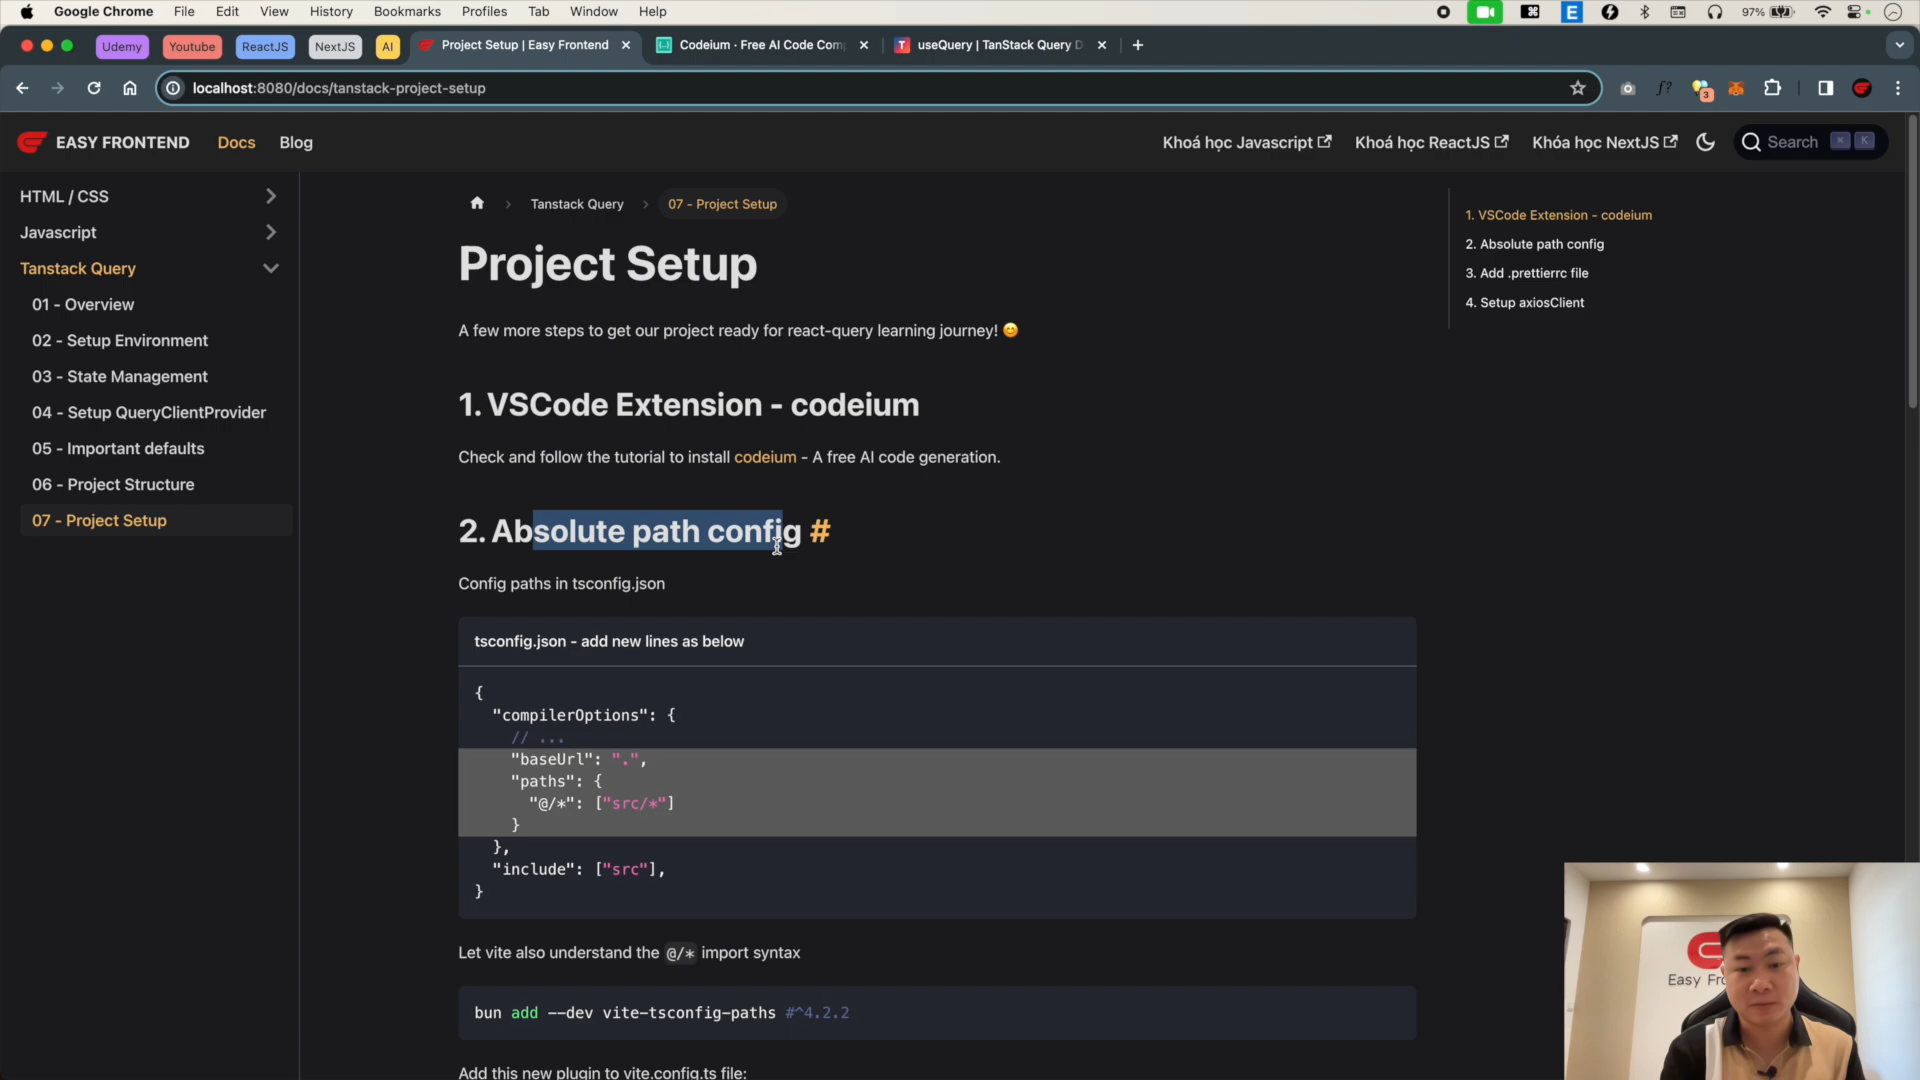 Google Chrome File Edit View History Bookmarks Profiles Tab Window Help
E 97%
Udemy Youtube ReactJS NextJS AI Project Setup | Easy Frontend Codeium · Free AI Code Com useQuery | TanStack Query D
localhost:8080/docs/tanstack-project-setup
f? 3
EASY FRONTEND Docs Blog Khoá học Javascript Khoá học ReactJS Khóa học NextJS Search ⌘ K
HTML / CSS
Javascript
Tanstack Query
01 - Overview
02 - Setup Environment
03 - State Management
04 - Setup QueryClientProvider
05 - Important defaults
06 - Project Structure
07 - Project Setup
Tanstack Query 07 - Project Setup
Project Setup
A few more steps to get our project ready for react-query learning journey! 😊
1. VSCode Extension - codeium
Check and follow the tutorial to install codeium - A free AI code generation.
2. Absolute path config #
Config paths in tsconfig.json
tsconfig.json - add new lines as below
{
"compilerOptions": {
// ...
"baseUrl": ".",
"paths": {
"@/*": ["src/*"]
}
},
"include": ["src"],
}
Let vite also understand the @/* import syntax
bun add --dev vite-tsconfig-paths #^4.2.2
Add this new plugin to vite.config.ts file:
1. VSCode Extension - codeium
2. Absolute path config
3. Add .prettierrc file
4. Setup axiosClient
Easy Fr